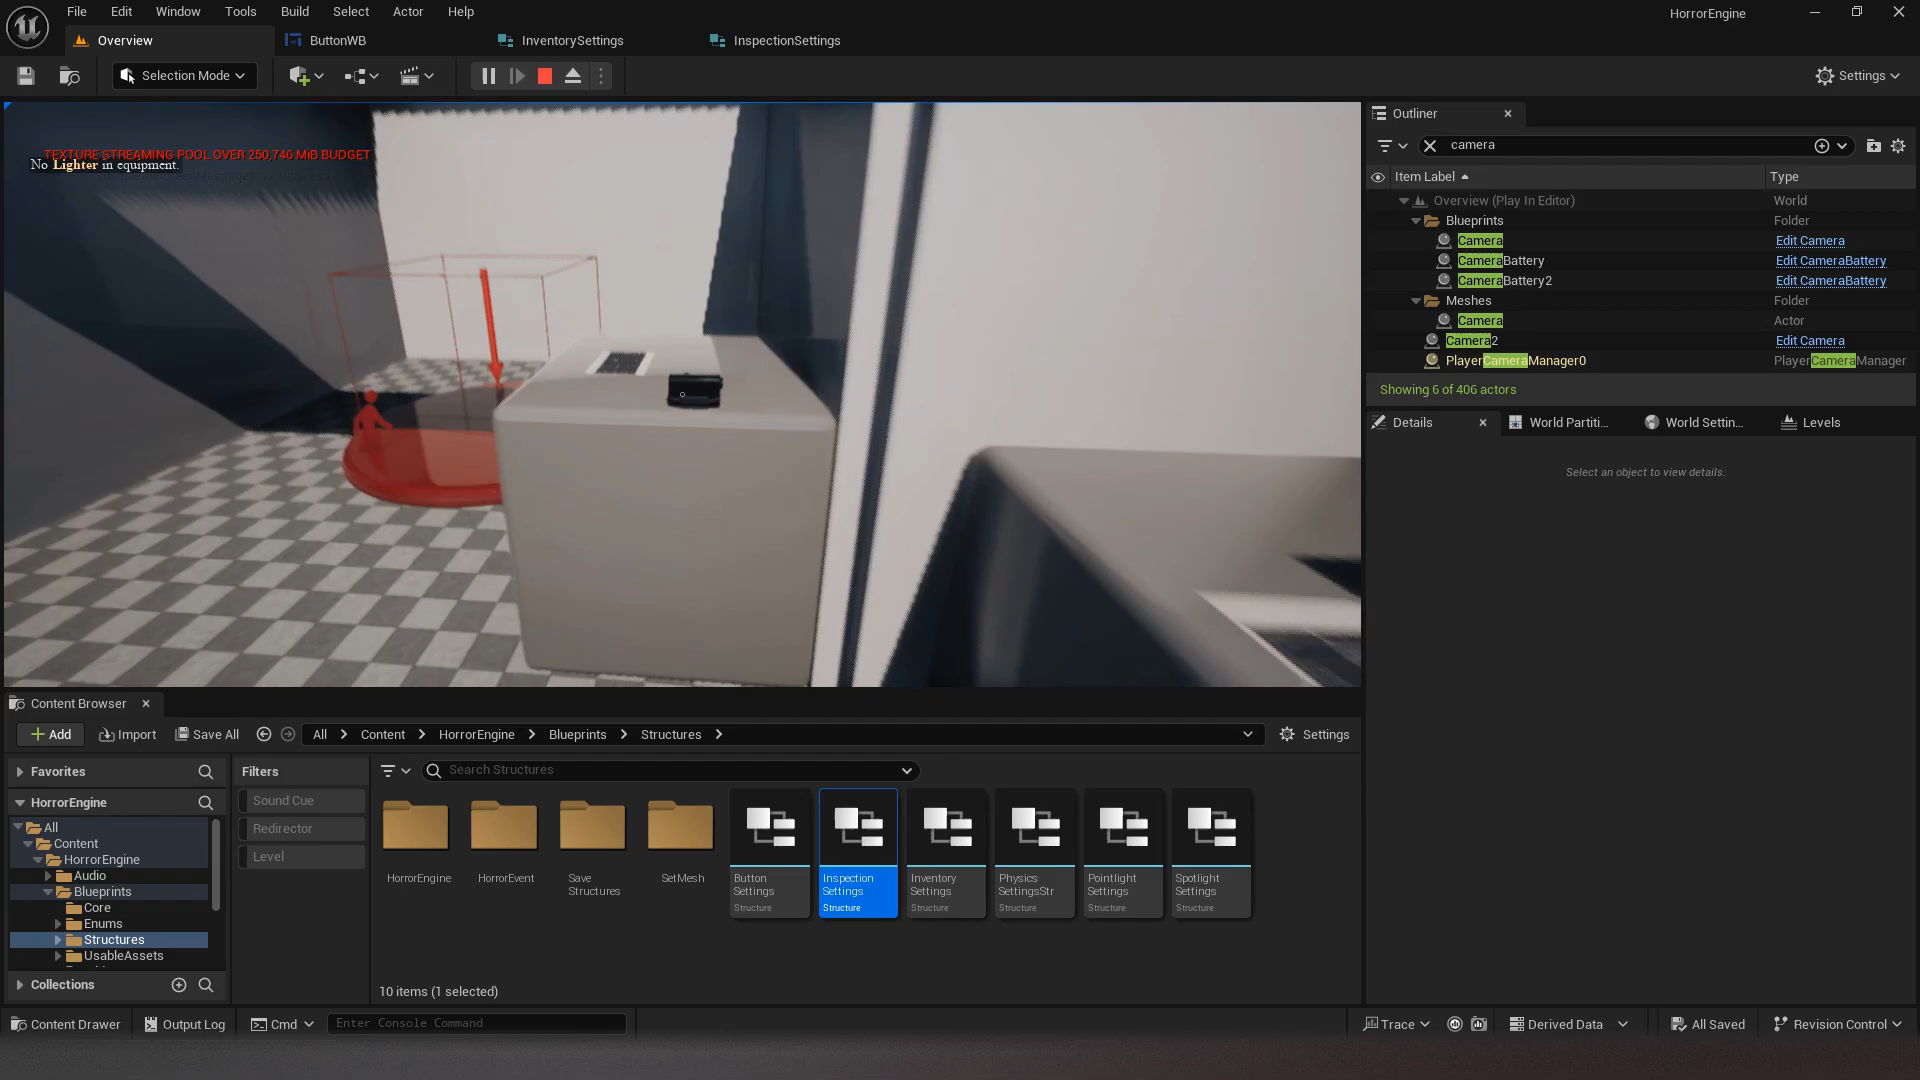 File Edit Window Tools Build Select Actor Help
HorrorEngine
Overview
ButtonWB
InventorySettings
InspectionSettings
Selection Mode
Settings
TEXTURE STREAMING POOL OVER 250,746 MiB BUDGET
No Lighter in equipment.
Outliner
camera
Item Label
Type
Overview (Play In Editor) World
Blueprints Folder
Camera Edit Camera
CameraBattery Edit CameraBattery
CameraBattery2 Edit CameraBattery
Meshes Folder
Camera Actor
Camera2 Edit Camera
PlayerCameraManager0 PlayerCameraManager
Showing 6 of 406 actors
Details
World Partiti...
World Settin...
Levels
Select an object to view details.
Content Browser
Add
Import
Save All
All Content HorrorEngine Blueprints Structures
Settings
Favorites
HorrorEngine
All
Content
HorrorEngine
Audio
Blueprints
Core
Enums
Structures
UsableAssets
Collections
Filters
Sound Cue
Redirector
Level
Search Structures
HorrorEngine
HorrorEvent
Save
Structures
SetMesh
Button
Settings
Structure
Inspection
Settings
Structure
Inventory
Settings
Structure
Physics
SettingsStr
Structure
Pointlight
Settings
Structure
Spotlight
Settings
Structure
10 items (1 selected)
Content Drawer
Output Log
Cmd
Enter Console Command
Trace
Derived Data
All Saved
Revision Control